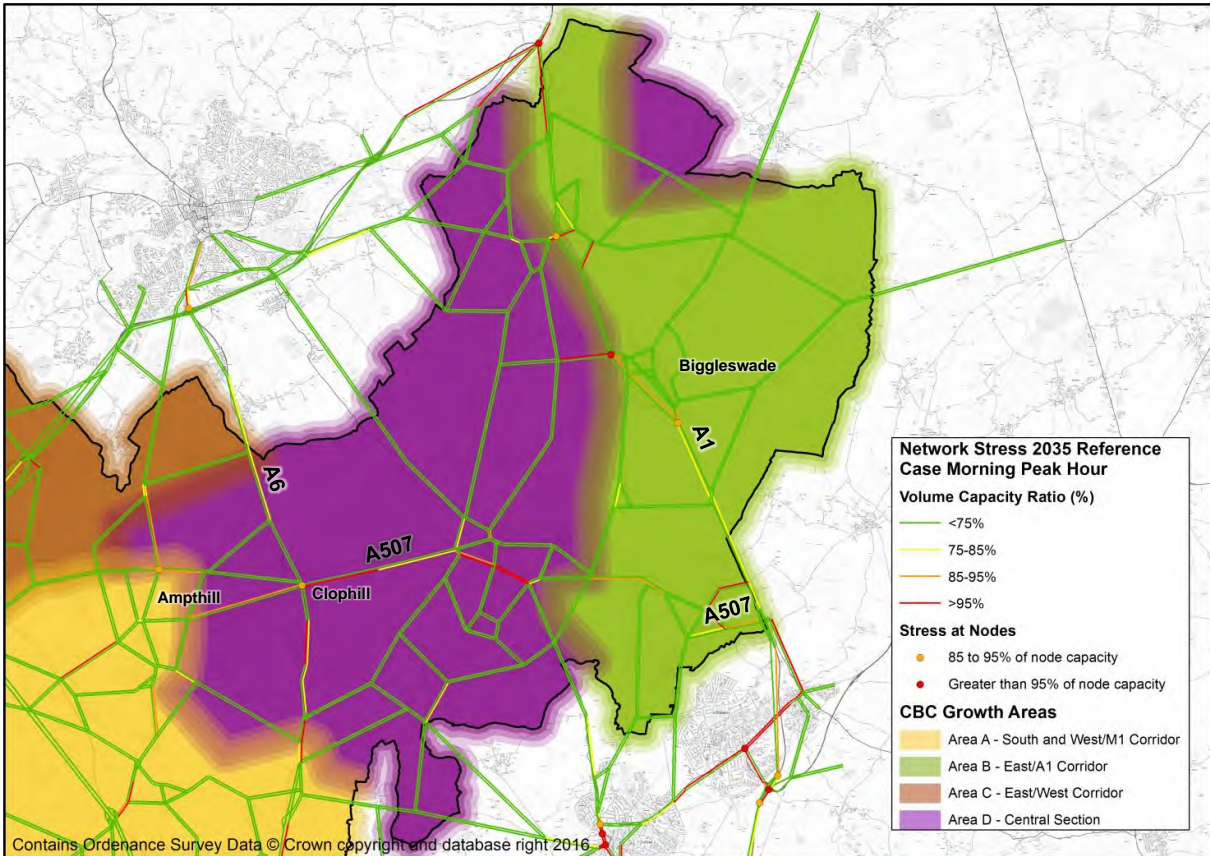 Biggleswade
A1
A6
A507
Ampthill
Clophill
A507
Network Stress 2035 Reference
Case Morning Peak Hour
Volume Capacity Ratio (%)
<75%
75-85%
85-95%
>95%
Stress at Nodes
85 to 95% of node capacity
Greater than 95% of node capacity
CBC Growth Areas
Area A - South and West/M1 Corridor
Area B - East/A1 Corridor
Area C - East/West Corridor
Area D - Central Section
Contains Ordenance Survey Data © Crown copyright and database right 2016